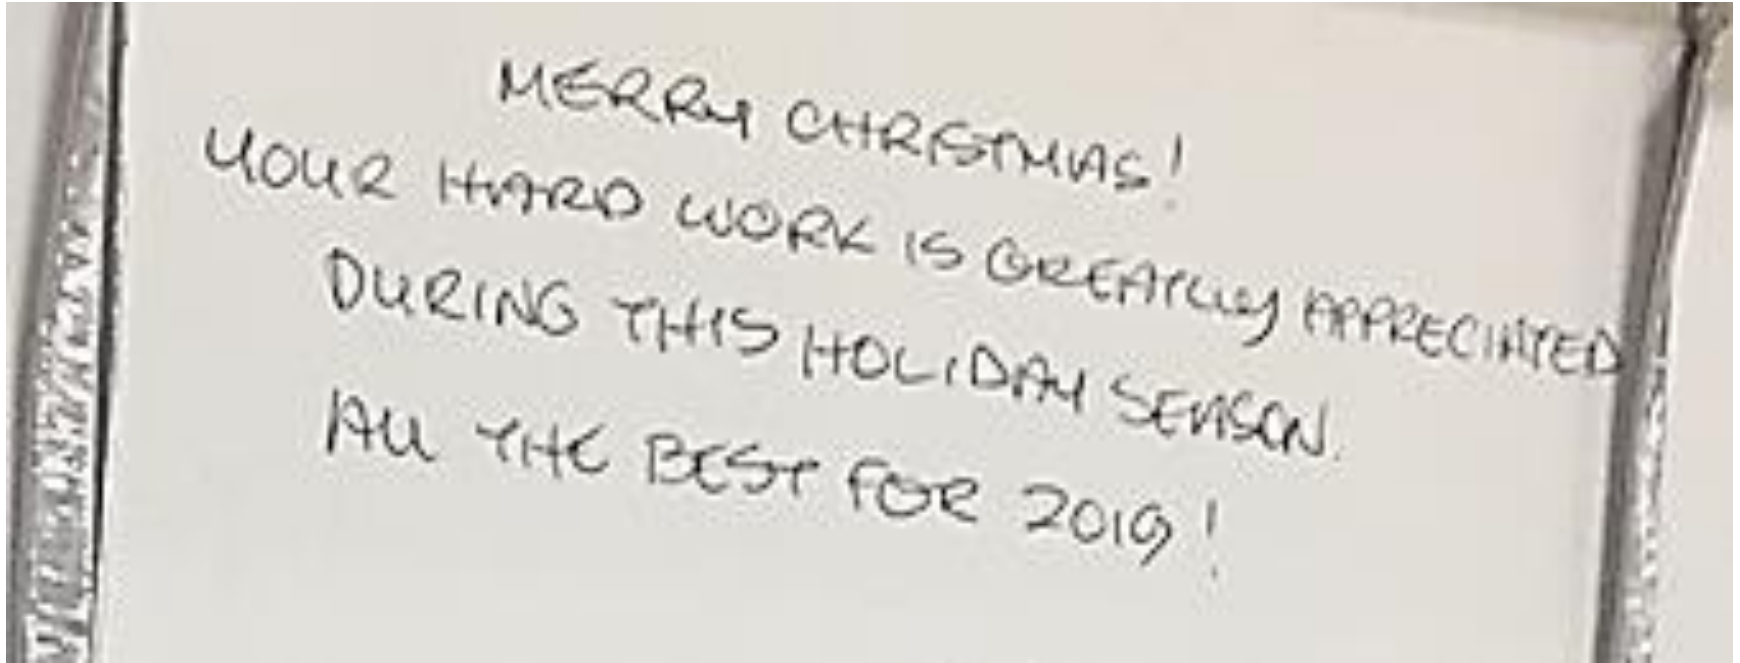 MERRY CHRISTMAS!
YOUR HARD WORK IS GREATLY APPRECIATED
DURING THIS HOLIDAY SEASON.
ALL THE BEST FOR 2019!